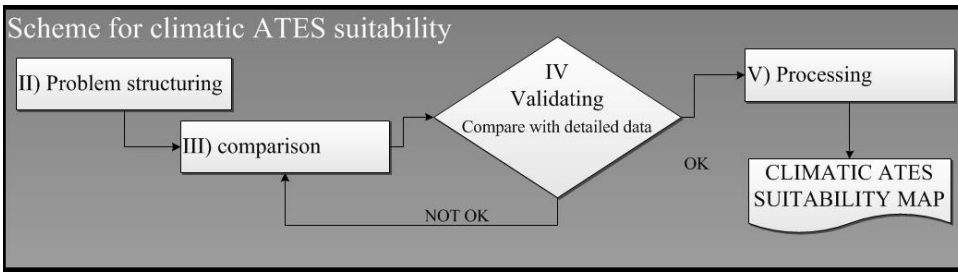 Scheme for climatic ATES suitability
II) Problem structuring
III) comparison
IV
Validating
Compare with detailed data
NOT OK
OK
V) Processing
CLIMATIC ATES
SUITABILITY MAP